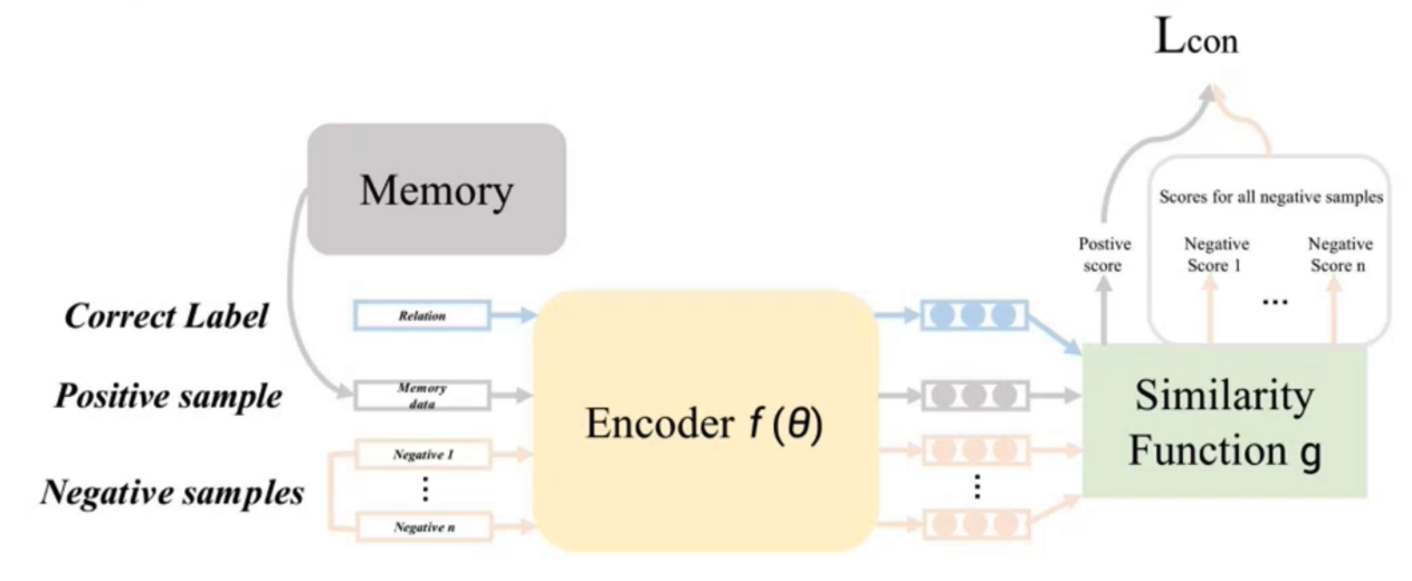 Lcon
Memory
Scores for all negative samples
Postive
score
Negative
Score 1
Negative
Score n
...
Correct Label
Relation
Positive sample
Memory
data
Encoder f (θ)
Similarity
Function g
Negative samples
Negative 1
⋮
Negative n
⋮